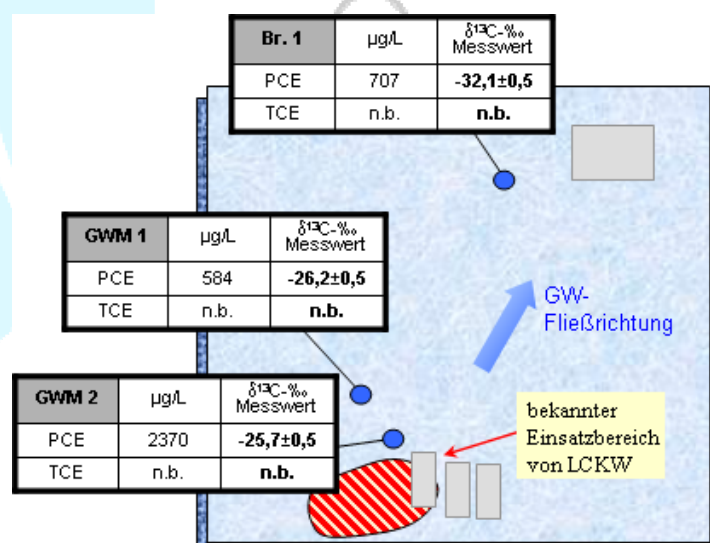 Br. 1 µg/L δ¹³C-‰ Messwert
PCE 707 -32,1±0,5
TCE n.b. n.b.
GWM 1 µg/L δ¹³C-‰ Messwert
PCE 584 -26,2±0,5
TCE n.b. n.b.
GW-
Fließrichtung
GWM 2 µg/L δ¹³C-‰ Messwert
PCE 2370 -25,7±0,5
TCE n.b. n.b.
bekannter
Einsatzbereich
von LCKW